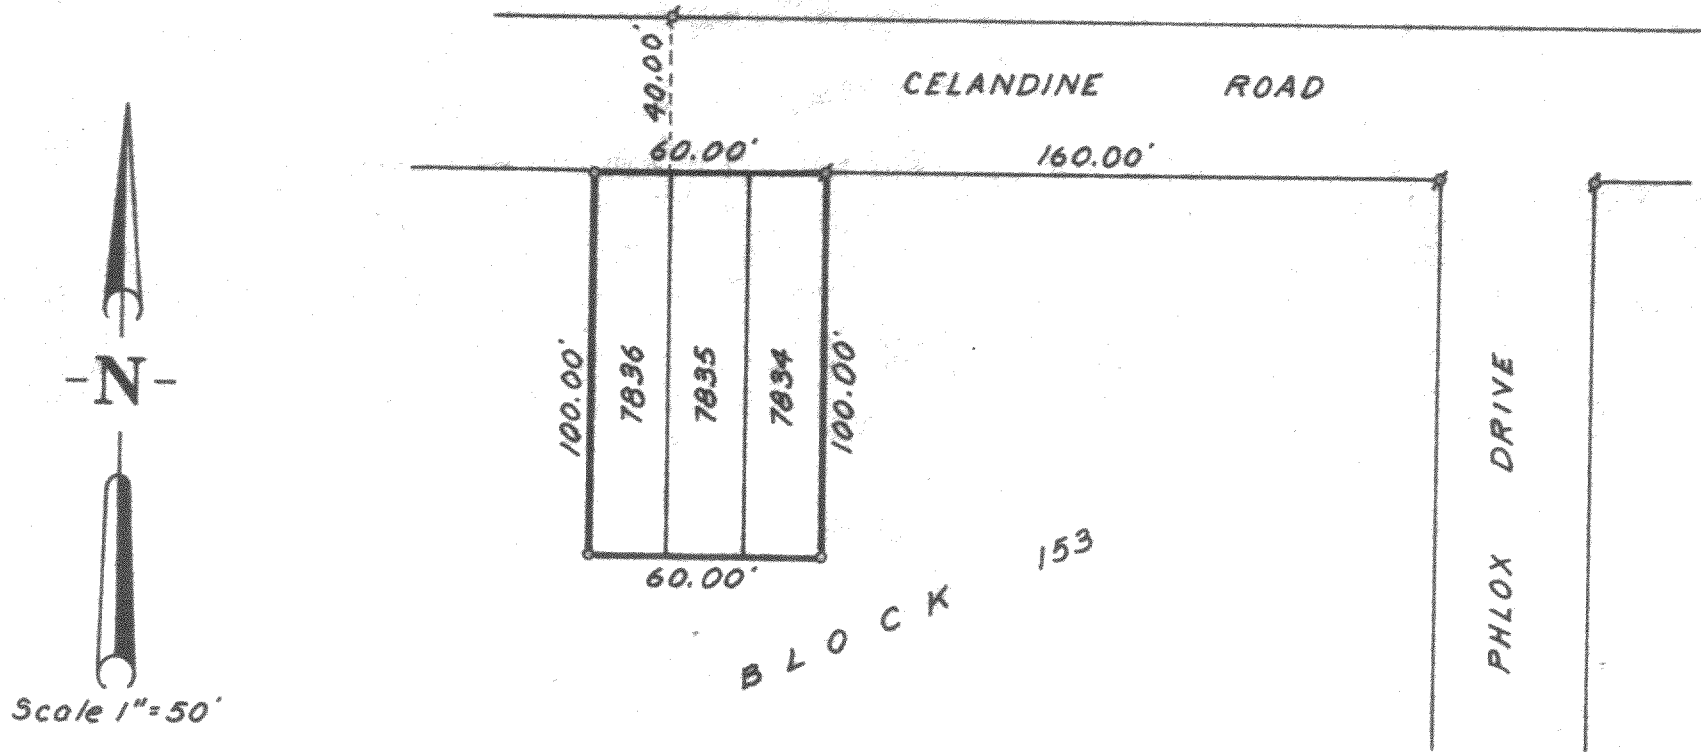 CELANDINE ROAD
40.00'
60.00'
160.00'
-N-
100.00'
7836
7835
7834
100.00'
60.00'
BLOCK 153
PHLOX DRIVE
Scale 1"=50'